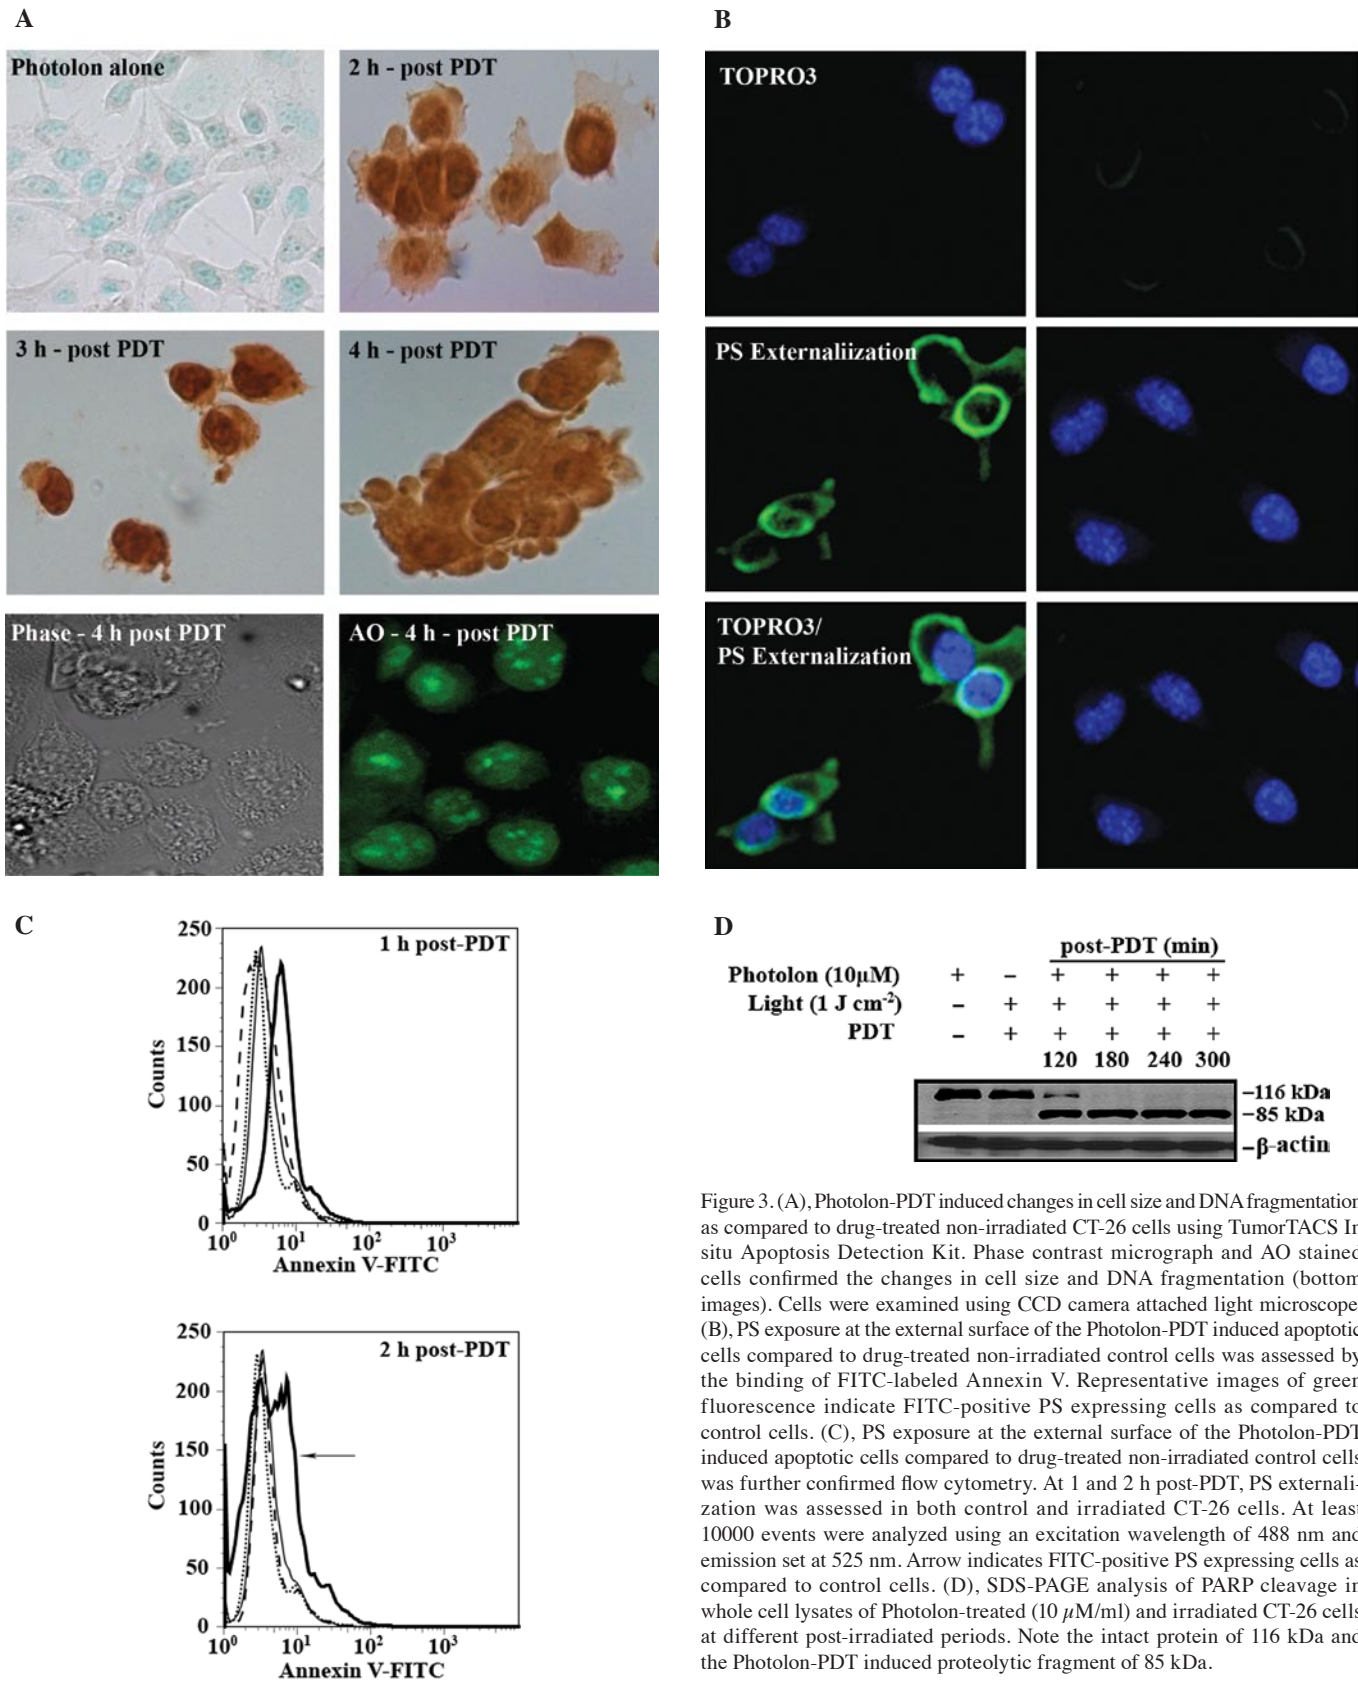 A
Photolon alone
2 h - post PDT
3 h - post PDT
4 h - post PDT
Phase - 4 h post PDT
AO - 4 h - post PDT
B
TOPRO3
PS Externaliization
TOPRO3/
PS Externalization
C
250
200
150
100
50
0
1 h post-PDT
Counts
10⁰ 10¹ 10² 10³
Annexin V-FITC
250
200
150
100
50
0
2 h post-PDT
Counts
10⁰ 10¹ 10² 10³
Annexin V-FITC
D
post-PDT (min)
Photolon (10µM) + – + + + +
Light (1 J cm⁻²) – + + + + +
PDT – + + + + +
120 180 240 300
–116 kDa
–85 kDa
–β-actin
Figure 3. (A), Photolon-PDT induced changes in cell size and DNA fragmentation
as compared to drug-treated non-irradiated CT-26 cells using TumorTACS In
situ Apoptosis Detection Kit. Phase contrast micrograph and AO stained
cells confirmed the changes in cell size and DNA fragmentation (bottom
images). Cells were examined using CCD camera attached light microscope.
(B), PS exposure at the external surface of the Photolon-PDT induced apoptotic
cells compared to drug-treated non-irradiated control cells was assessed by
the binding of FITC-labeled Annexin V. Representative images of green
fluorescence indicate FITC-positive PS expressing cells as compared to
control cells. (C), PS exposure at the external surface of the Photolon-PDT
induced apoptotic cells compared to drug-treated non-irradiated control cells
was further confirmed flow cytometry. At 1 and 2 h post-PDT, PS externali-
zation was assessed in both control and irradiated CT-26 cells. At least
10000 events were analyzed using an excitation wavelength of 488 nm and
emission set at 525 nm. Arrow indicates FITC-positive PS expressing cells as
compared to control cells. (D), SDS-PAGE analysis of PARP cleavage in
whole cell lysates of Photolon-treated (10 µM/ml) and irradiated CT-26 cells
at different post-irradiated periods. Note the intact protein of 116 kDa and
the Photolon-PDT induced proteolytic fragment of 85 kDa.